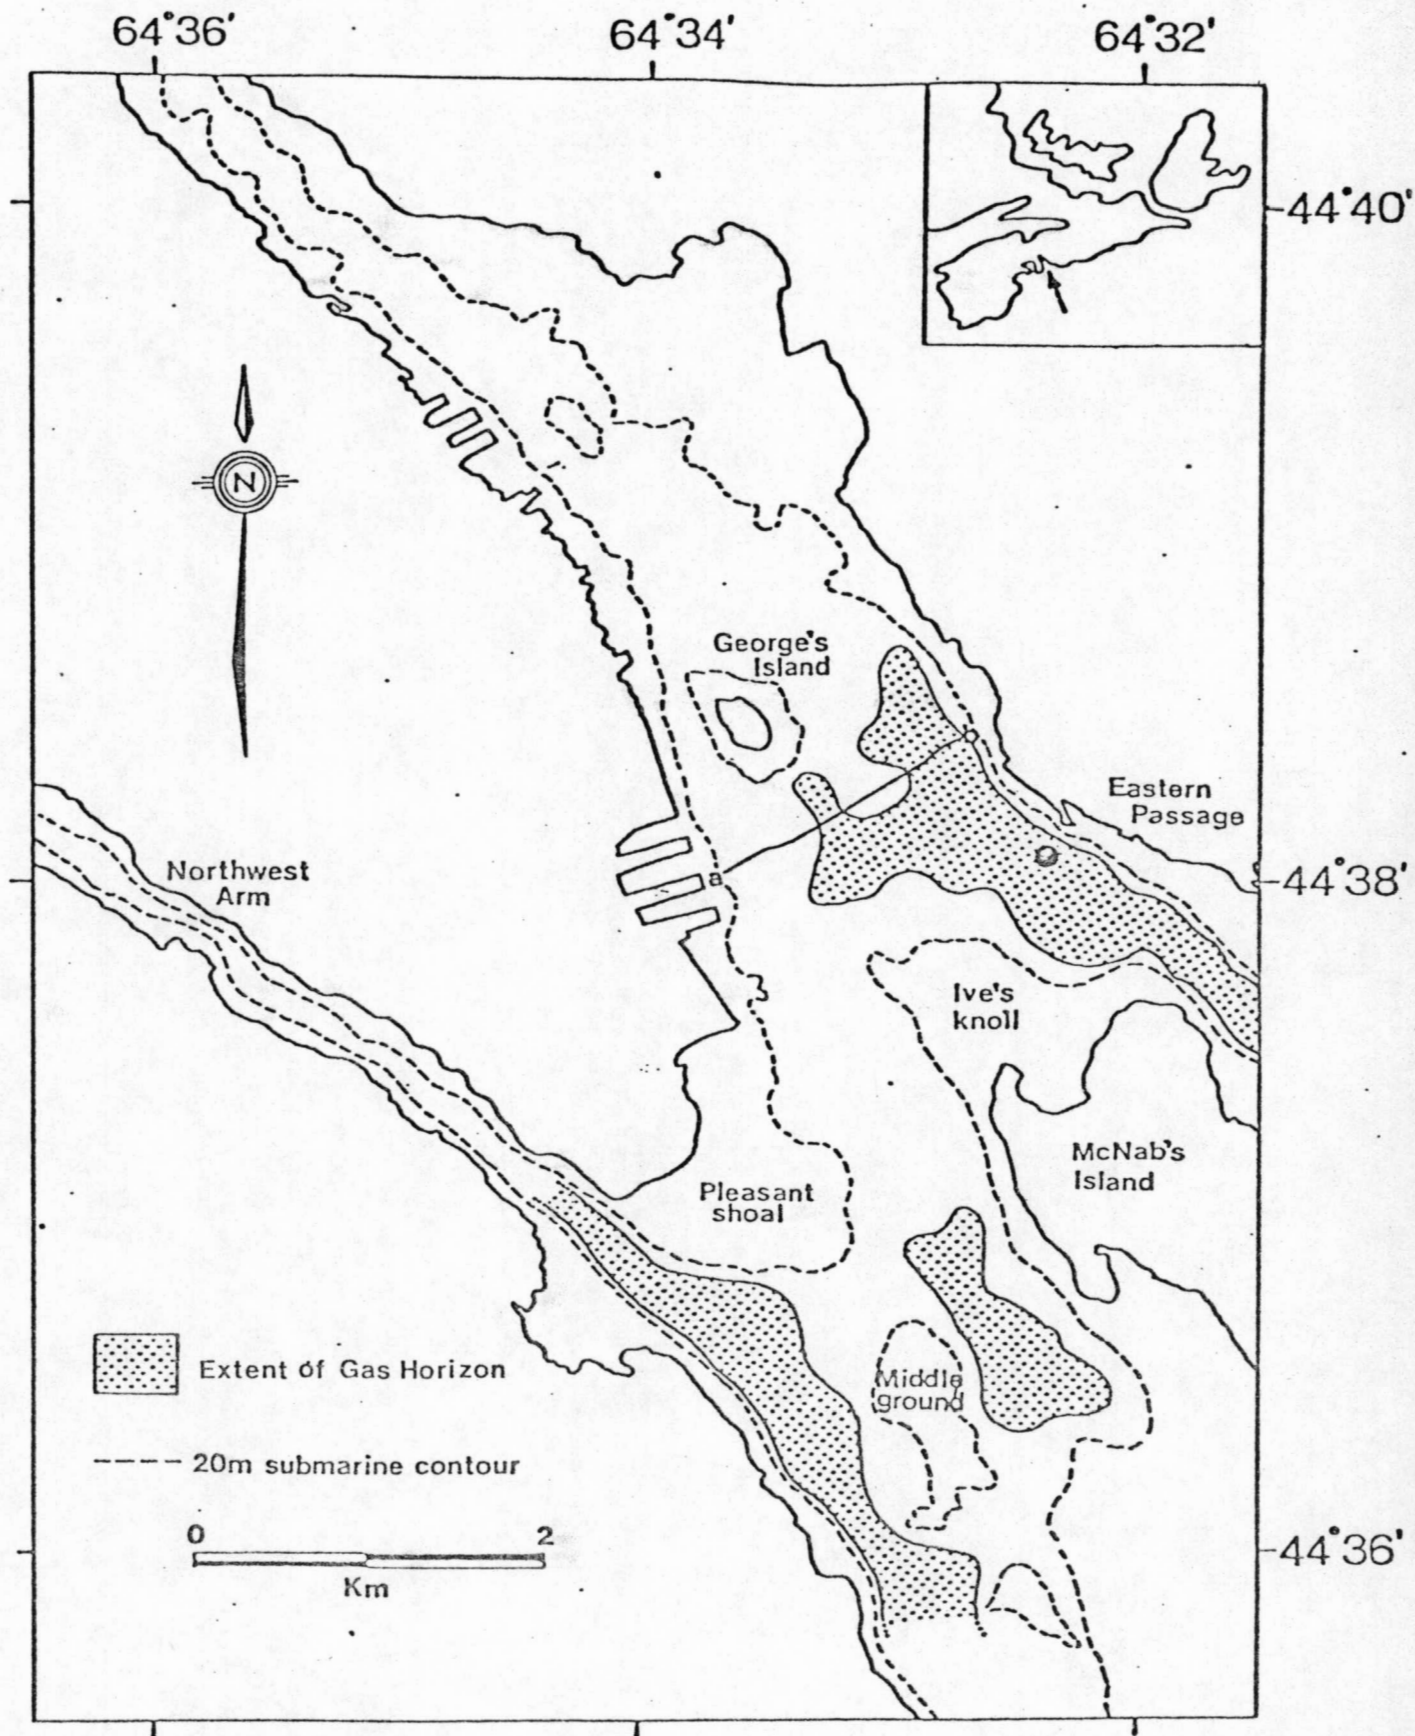 64°36'
64°34'
64°32'
44°40'
N
George's
Island
Eastern
Passage
44°38'
Northwest
Arm
a
Ive's
knoll
McNab's
Island
Pleasant
shoal
Extent of Gas Horizon
Middle
ground
20m submarine contour
0 2
Km
44°36'